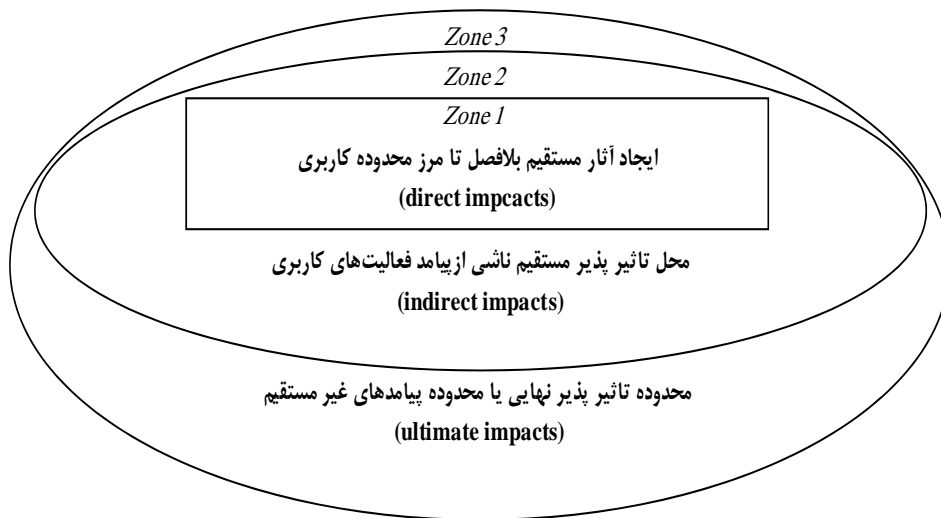 Zone 3
Zone 2
Zone 1
ایجاد آثار مستقیم بلافصل تا مرز محدوده کاربری
(direct impcacts)
محل تاثیر پذیر مستقیم ناشی ازپیامد فعالیت‌های کاربری
(indirect impacts)
محدوده تاثیر پذیر نهایی یا محدوده پیامدهای غیر مستقیم
(ultimate impacts)